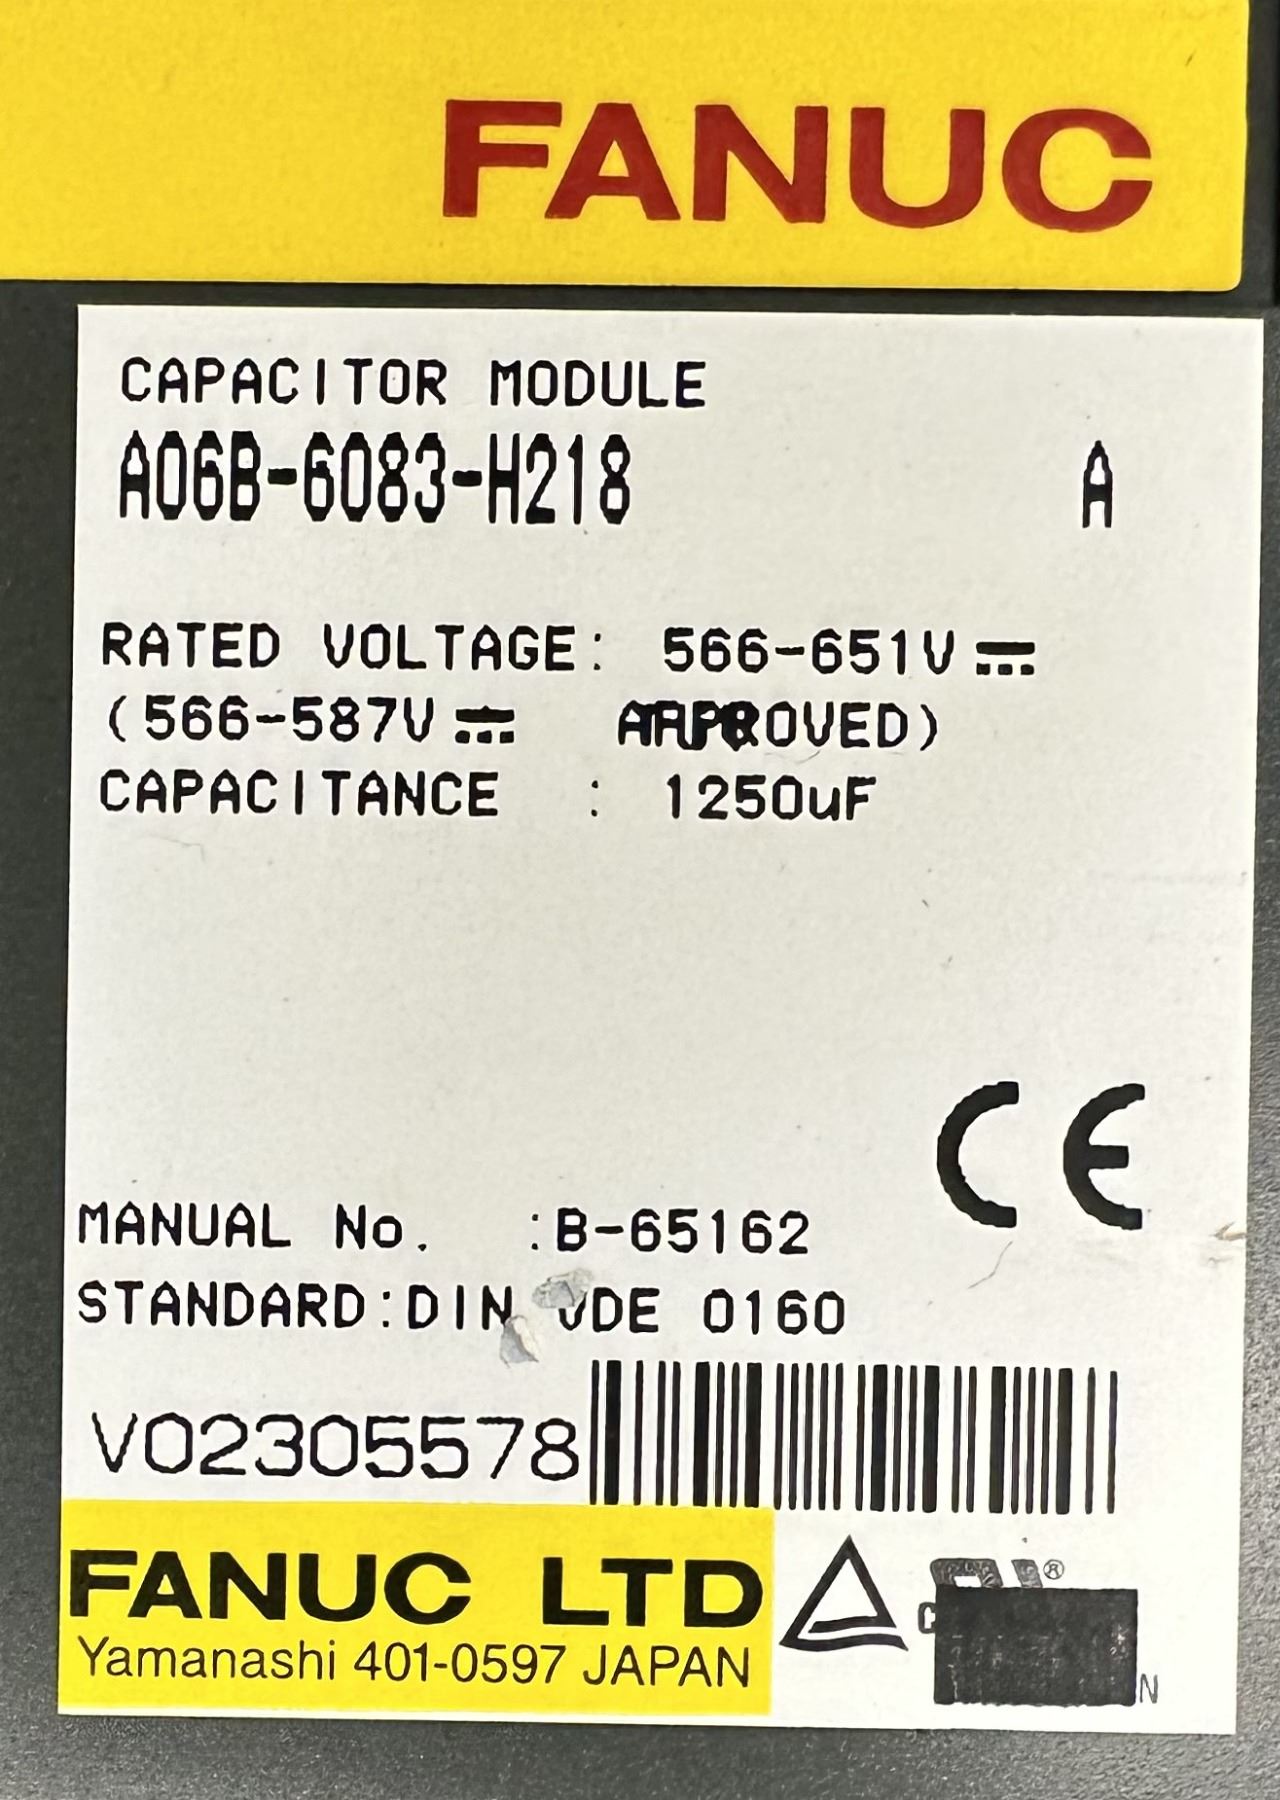 FANUC
CAPACITOR MODULE
A06B-6083-H218 A
RATED VOLTAGE: 566-651V
(566-587V )
CAPACITANCE : 1250uF
CE
MANUAL No. :B-65162
STANDARD:DIN VDE 0160
V02305578
FANUC LTD
Yamanashi 401-0597 JAPAN